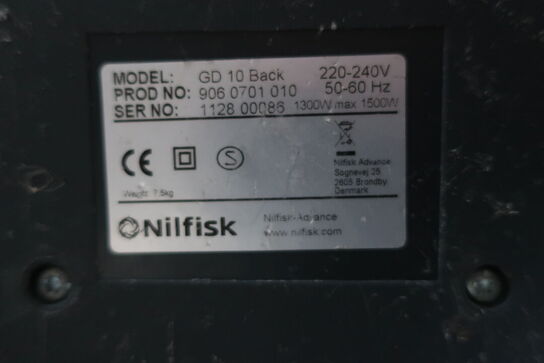 MODEL: GD 10 Back 220-240V
PROD NO: 906 0701 010 50-60 Hz
SER NO: 1128 00086 1300W max 1500W
CE S
Weight: 7.5kg
Nilfisk Advance
Sognevej 25
2605 Brondby
Denmark
Nilfisk
Nilfisk-Advance
www.nilfisk.com